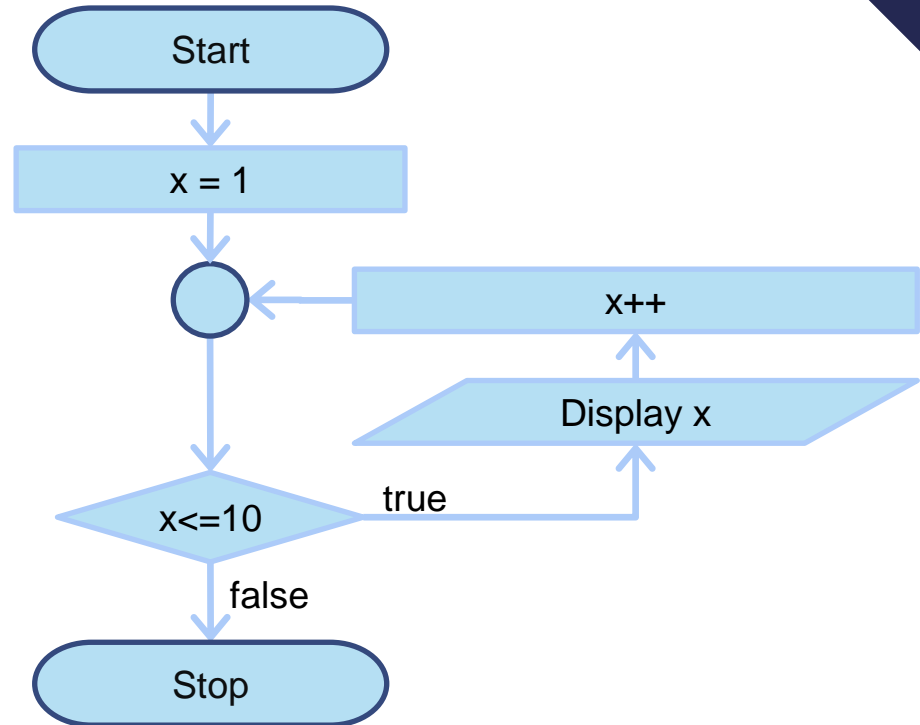 Start
x = 1
x++
Display x
x<=10
true
false
Stop